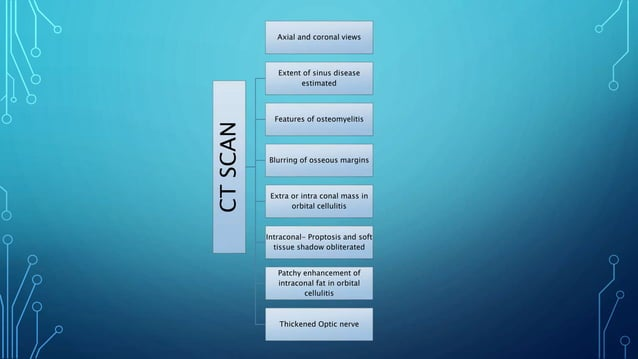 CT SCAN
Axial and coronal views
Extent of sinus disease
estimated
Features of osteomyelitis
Blurring of osseous margins
Extra or intra conal mass in
orbital cellulitis
Intraconal- Proptosis and soft
tissue shadow obliterated
Patchy enhancement of
intraconal fat in orbital
cellulitis
Thickened Optic nerve